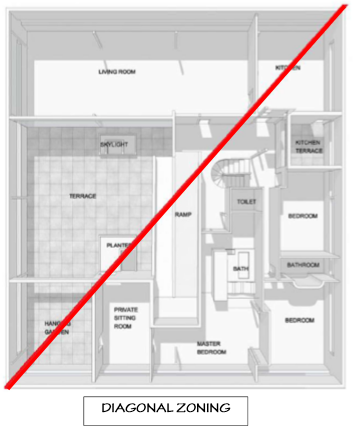 LIVING ROOM
KITCHEN
SKYLIGHT
KITCHEN
TERRACE
TERRACE
TOILET
RAMP
BEDROOM
PLANTER
BATH
BATHROOM
PRIVATE
SITTING
ROOM
HANGING
GARDEN
BEDROOM
MASTER
BEDROOM
DIAGONAL ZONING